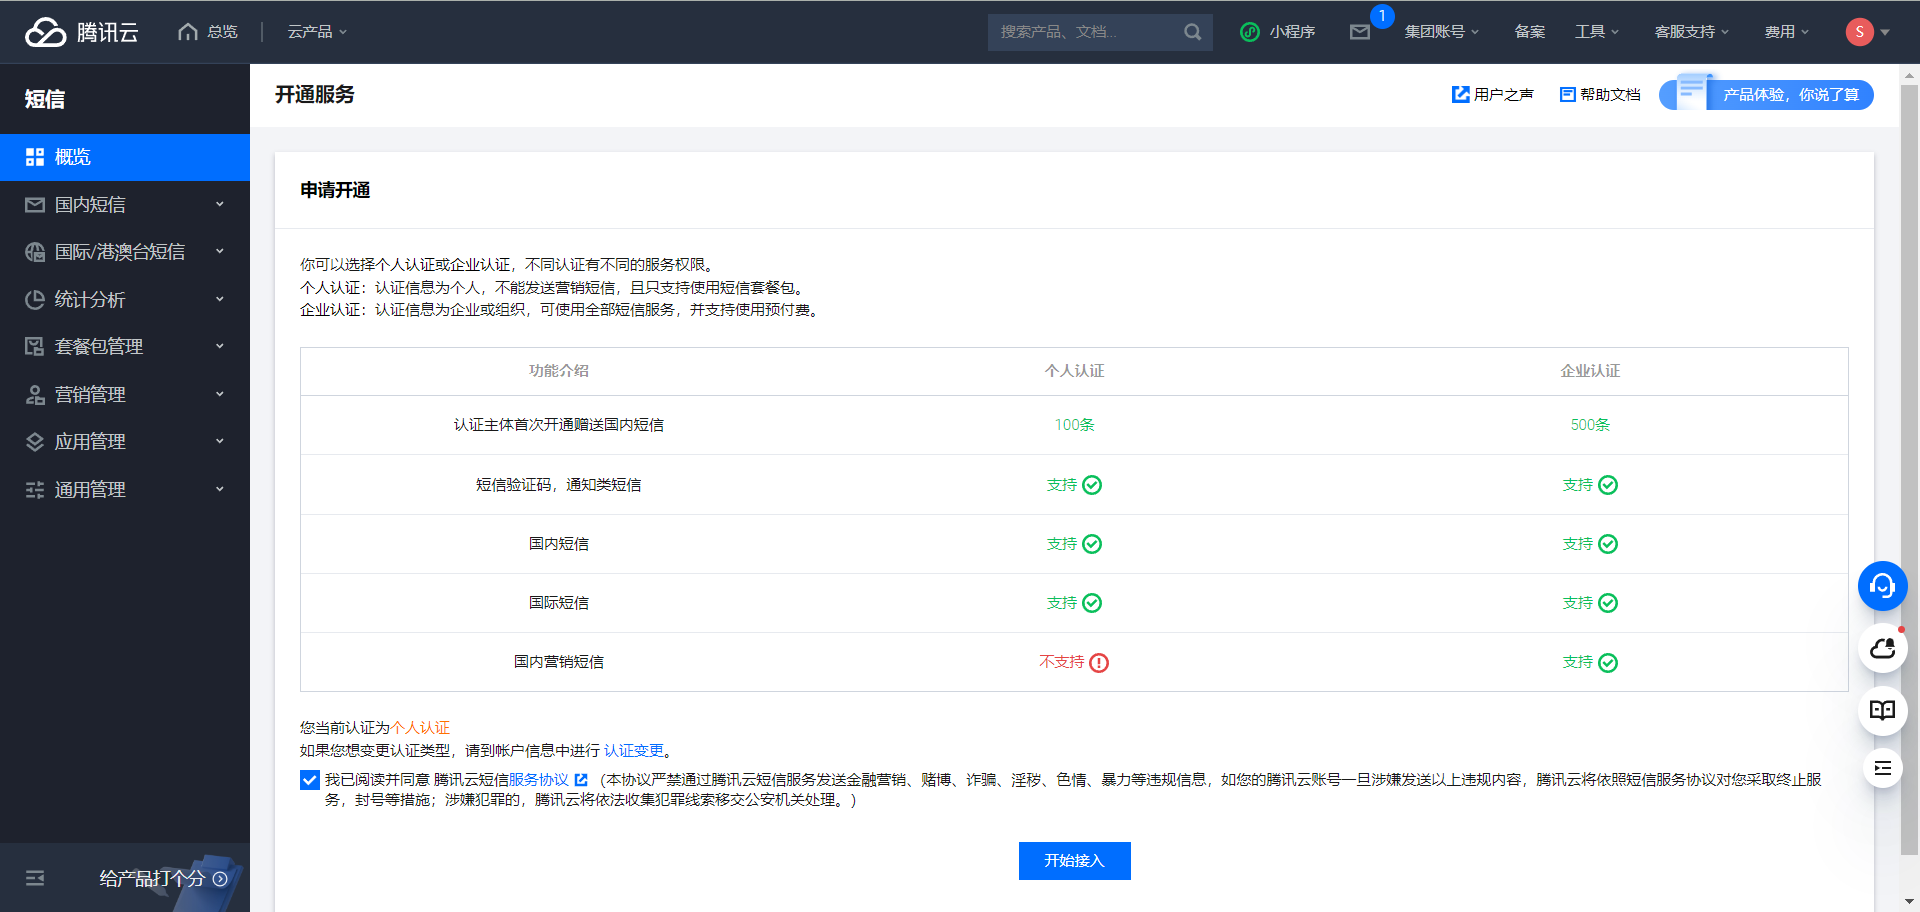 腾讯云
总览
云产品
搜索产品、文档...
小程序
1
集团账号
备案
工具
客服支持
费用
S
短信
概览
国内短信
国际/港澳台短信
统计分析
套餐包管理
营销管理
应用管理
通用管理
给产品打个分
开通服务
用户之声
帮助文档
产品体验，你说了算
申请开通
你可以选择个人认证或企业认证，不同认证有不同的服务权限。
个人认证：认证信息为个人，不能发送营销短信，且只支持使用短信套餐包。
企业认证：认证信息为企业或组织，可使用全部短信服务，并支持使用预付费。
功能介绍 个人认证 企业认证
认证主体首次开通赠送国内短信 100条 500条
短信验证码，通知类短信 支持 支持
国内短信 支持 支持
国际短信 支持 支持
国内营销短信 不支持 支持
您当前认证为个人认证
如果您想变更认证类型，请到帐户信息中进行 认证变更。
我已阅读并同意 腾讯云短信服务协议 （本协议严禁通过腾讯云短信服务发送金融营销、赌博、诈骗、淫秽、色情、暴力等违规信息，如您的腾讯云账号一旦涉嫌发送以上违规内容，腾讯云将依照短信服务协议对您采取终止服
务，封号等措施；涉嫌犯罪的，腾讯云将依法收集犯罪线索移交公安机关处理。）
开始接入